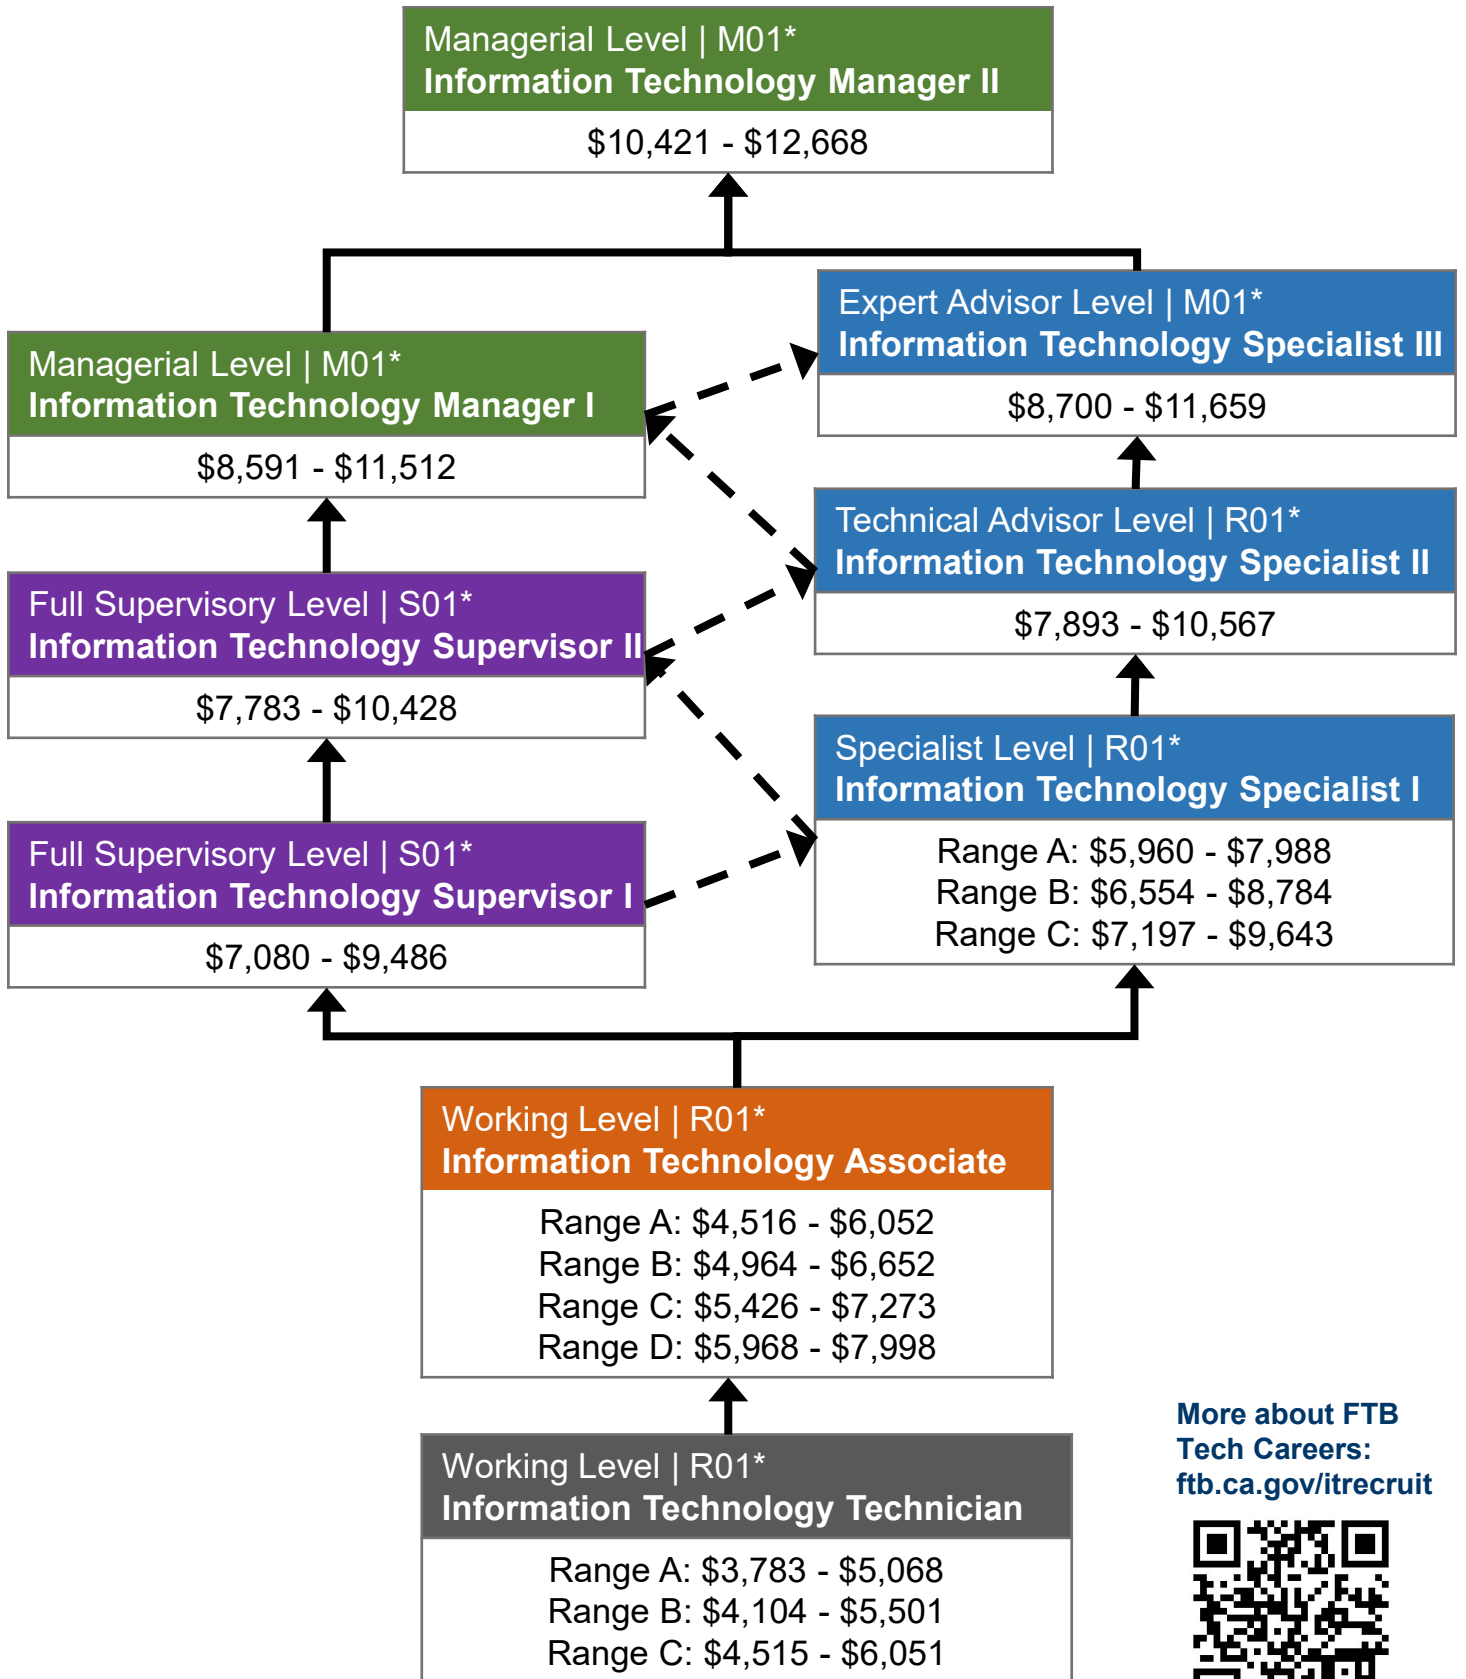 Managerial Level | M01*
Information Technology Manager II
$10,421 - $12,668
Expert Advisor Level | M01*
Information Technology Specialist III
$8,700 - $11,659
Managerial Level | M01*
Information Technology Manager I
$8,591 - $11,512
Technical Advisor Level | R01*
Information Technology Specialist II
$7,893 - $10,567
Full Supervisory Level | S01*
Information Technology Supervisor II
$7,783 - $10,428
Specialist Level | R01*
Information Technology Specialist I
Range A: $5,960 - $7,988
Range B: $6,554 - $8,784
Range C: $7,197 - $9,643
Full Supervisory Level | S01*
Information Technology Supervisor I
$7,080 - $9,486
Working Level | R01*
Information Technology Associate
Range A: $4,516 - $6,052
Range B: $4,964 - $6,652
Range C: $5,426 - $7,273
Range D: $5,968 - $7,998
Working Level | R01*
Information Technology Technician
Range A: $3,783 - $5,068
Range B: $4,104 - $5,501
Range C: $4,515 - $6,051
More about FTB
Tech Careers:
ftb.ca.gov/itrecruit